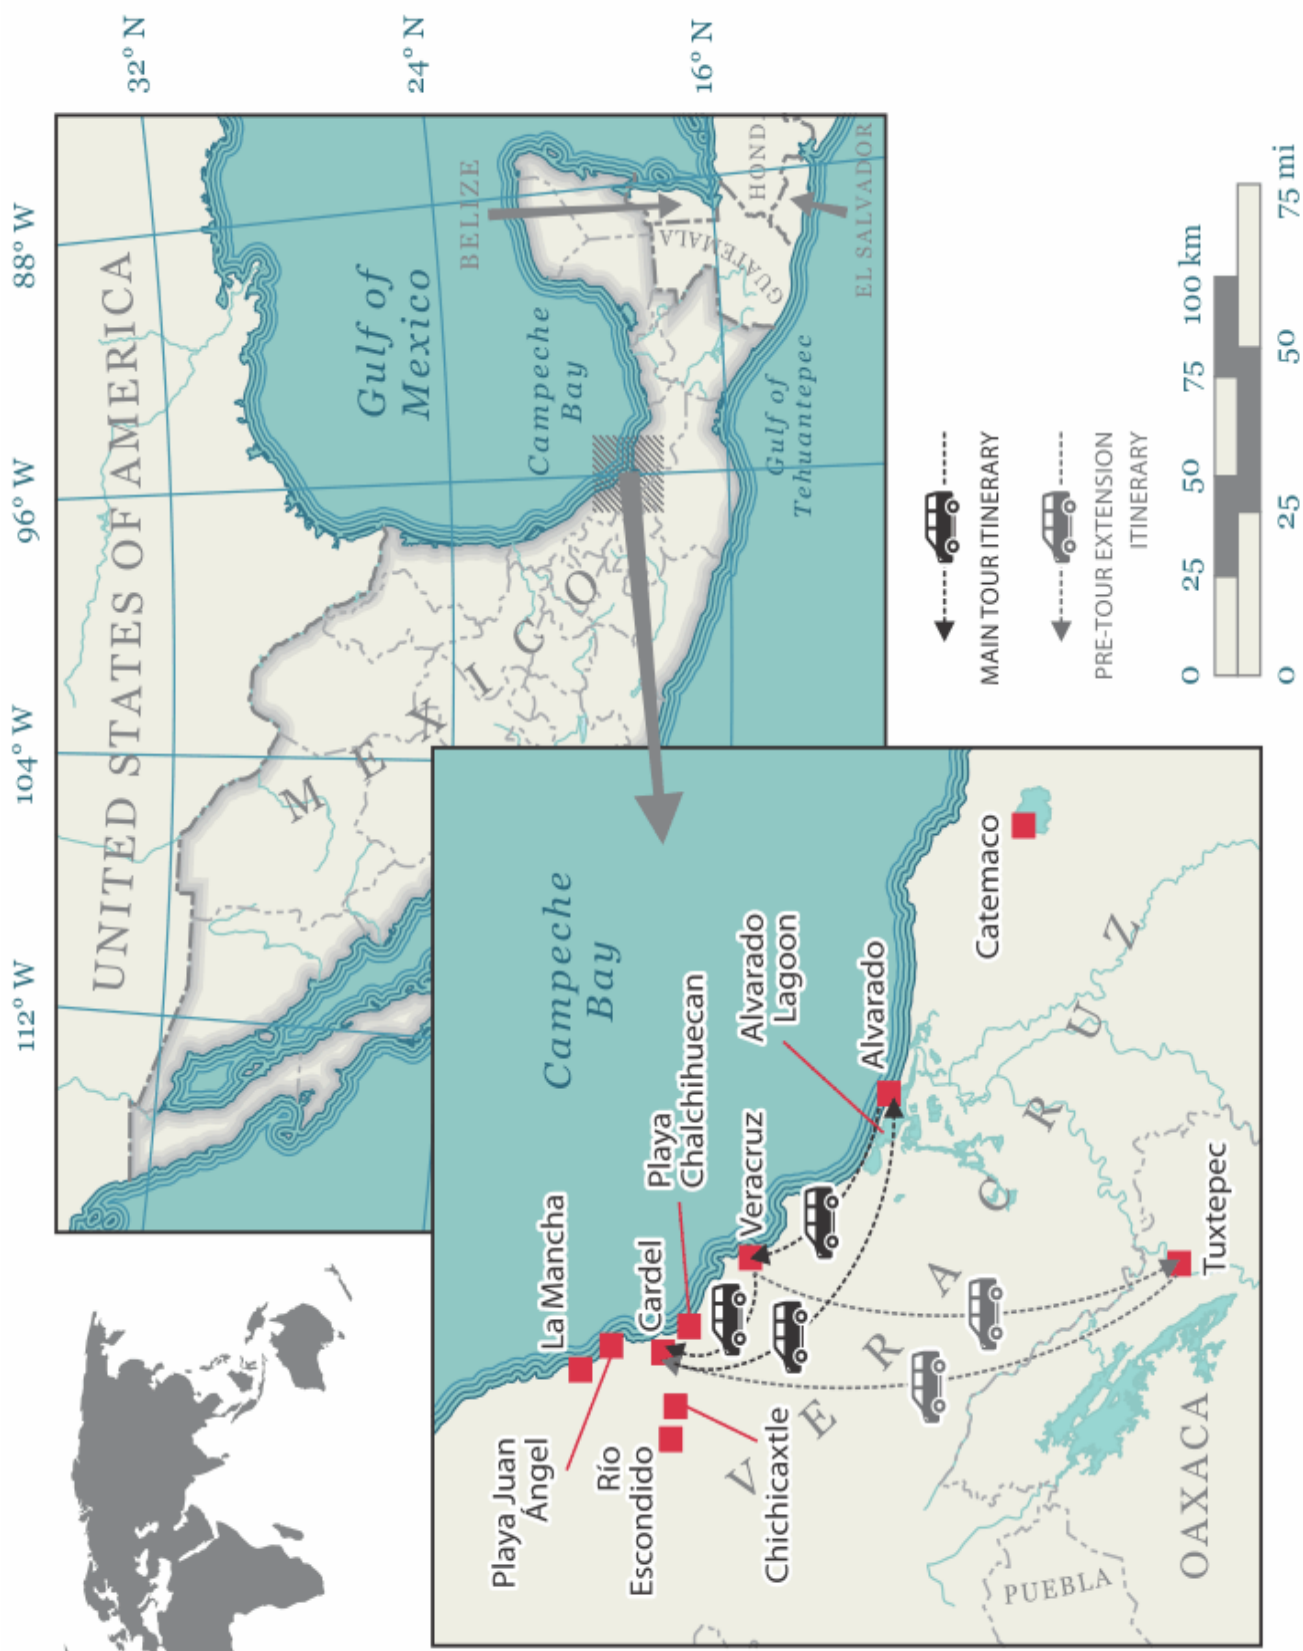 112° W
104° W
96° W
88° W
32° N
24° N
16° N
UNITED STATES OF AMERICA
MEXICO
Gulf of
Mexico
Campeche
Bay
BELIZE
GUATEMALA
HOND.
EL SALVADOR
Gulf of
Tehuantepec
Campeche
Bay
La Mancha
Playa Juan
Ángel
Cardel
Playa
Chalchihuecan
Río
Escondido
Chichicaxtle
Veracruz
Alvarado
Lagoon
Alvarado
Catemaco
VERACRUZ
Tuxtepec
PUEBLA
OAXACA
MAIN TOUR ITINERARY
PRE-TOUR EXTENSION
ITINERARY
0 25 50 75 100 km
0 25 50 75 mi